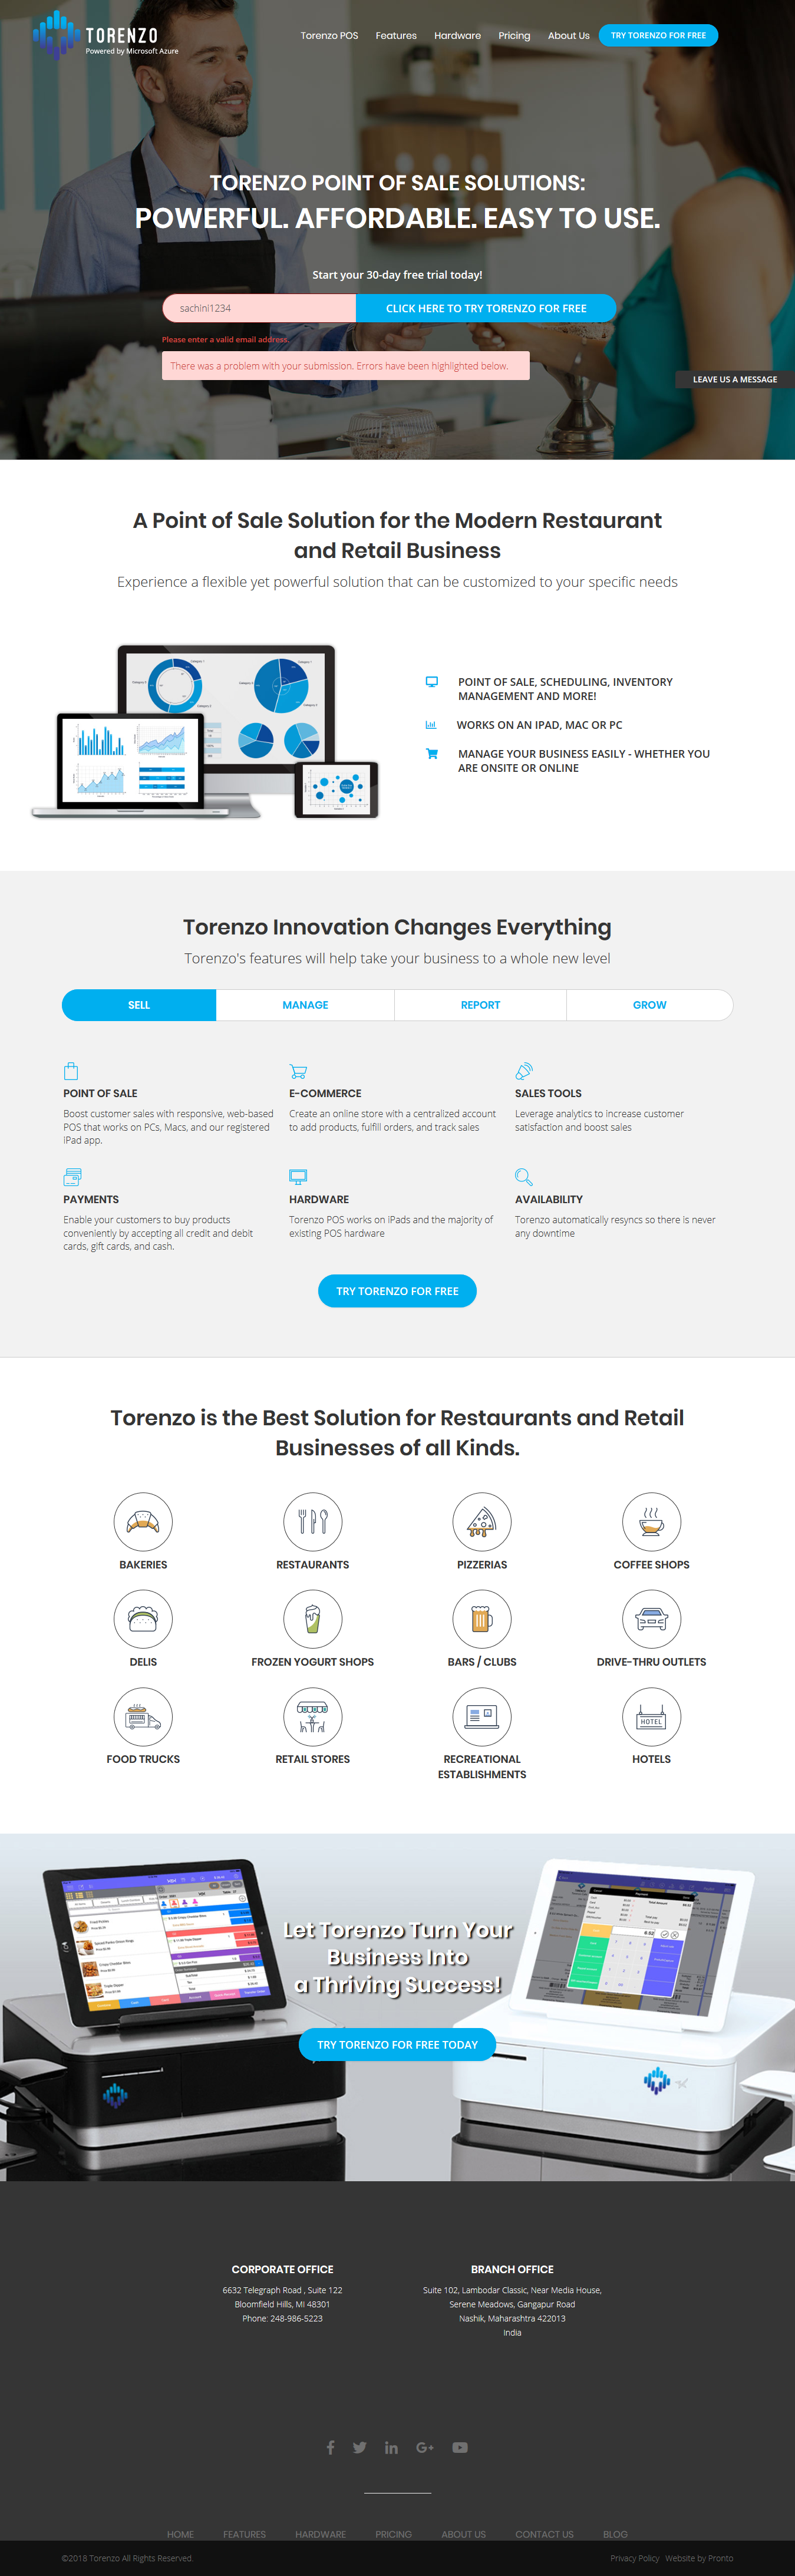 TORENZO
Powered by Microsoft Azure
Torenzo POS
Features
Hardware
Pricing
About Us
TRY TORENZO FOR FREE
TORENZO POINT OF SALE SOLUTIONS:
POWERFUL. AFFORDABLE. EASY TO USE.
Start your 30-day free trial today!
sachini1234
CLICK HERE TO TRY TORENZO FOR FREE
Please enter a valid email address.
There was a problem with your submission. Errors have been highlighted below.
LEAVE US A MESSAGE
A Point of Sale Solution for the Modern Restaurant
and Retail Business
Experience a flexible yet powerful solution that can be customized to your specific needs
POINT OF SALE, SCHEDULING, INVENTORY
MANAGEMENT AND MORE!
WORKS ON AN IPAD, MAC OR PC
MANAGE YOUR BUSINESS EASILY - WHETHER YOU
ARE ONSITE OR ONLINE
Torenzo Innovation Changes Everything
Torenzo's features will help take your business to a whole new level
SELL
MANAGE
REPORT
GROW
POINT OF SALE
Boost customer sales with responsive, web-based
POS that works on PCs, Macs, and our registered
iPad app.
E-COMMERCE
Create an online store with a centralized account
to add products, fulfill orders, and track sales
SALES TOOLS
Leverage analytics to increase customer
satisfaction and boost sales
PAYMENTS
Enable your customers to buy products
conveniently by accepting all credit and debit
cards, gift cards, and cash.
HARDWARE
Torenzo POS works on iPads and the majority of
existing POS hardware
AVAILABILITY
Torenzo automatically resyncs so there is never
any downtime
TRY TORENZO FOR FREE
Torenzo is the Best Solution for Restaurants and Retail
Businesses of all Kinds.
BAKERIES
RESTAURANTS
PIZZERIAS
COFFEE SHOPS
DELIS
FROZEN YOGURT SHOPS
BARS / CLUBS
DRIVE-THRU OUTLETS
FOOD TRUCKS
RETAIL STORES
RECREATIONAL
ESTABLISHMENTS
HOTEL
HOTELS
Let Torenzo Turn Your
Business Into
a Thriving Success!
TRY TORENZO FOR FREE TODAY
CORPORATE OFFICE
6632 Telegraph Road , Suite 122
Bloomfield Hills, MI 48301
Phone: 248-986-5223
BRANCH OFFICE
Suite 102, Lambodar Classic, Near Media House,
Serene Meadows, Gangapur Road
Nashik, Maharashtra 422013
India
HOME
FEATURES
HARDWARE
PRICING
ABOUT US
CONTACT US
BLOG
©2018 Torenzo All Rights Reserved.
Privacy Policy
Website by Pronto